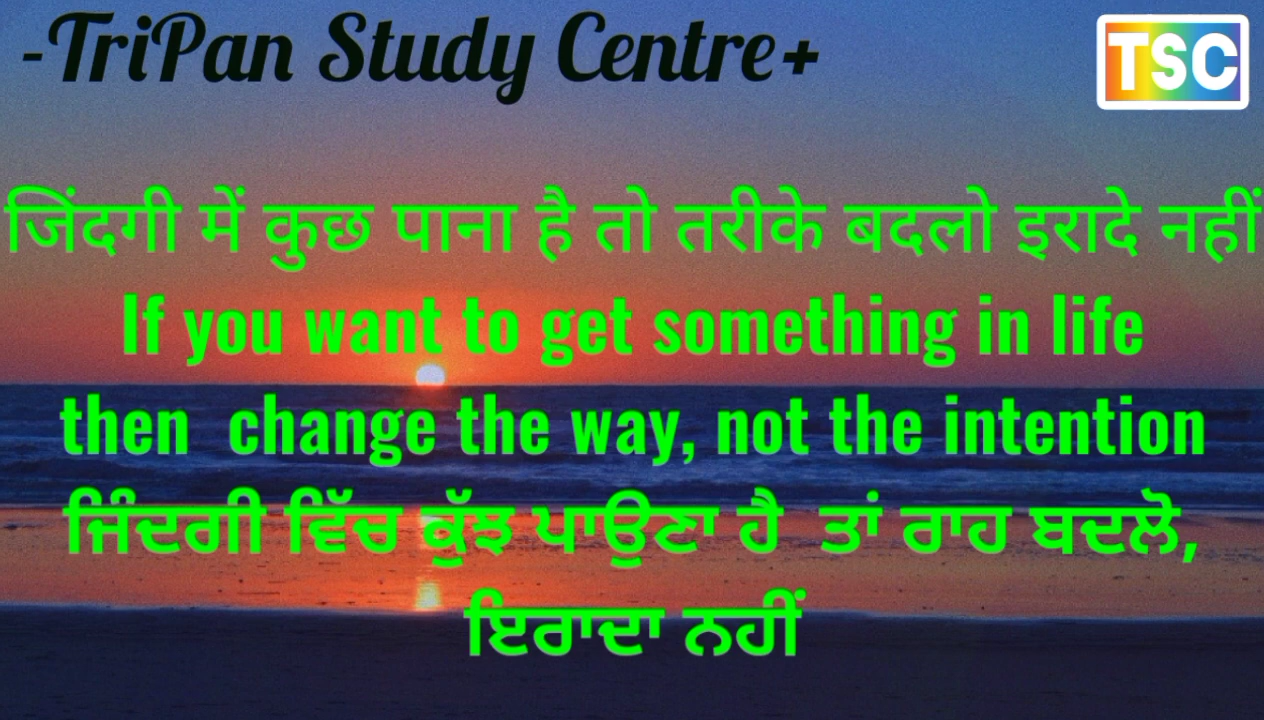 -TriPan Study Centre+
TSC
जिंदगी में कुछ पाना है तो तरीके बदलो इरादे नहीं
If you want to get something in life
then change the way, not the intention
ਜਿੰਦਗੀ ਵਿੱਚ ਕੁੱਝ ਪਾਉਣਾ ਹੈ ਤਾਂ ਰਾਹ ਬਦਲੋ,
ਇਰਾਦਾ ਨਹੀਂ